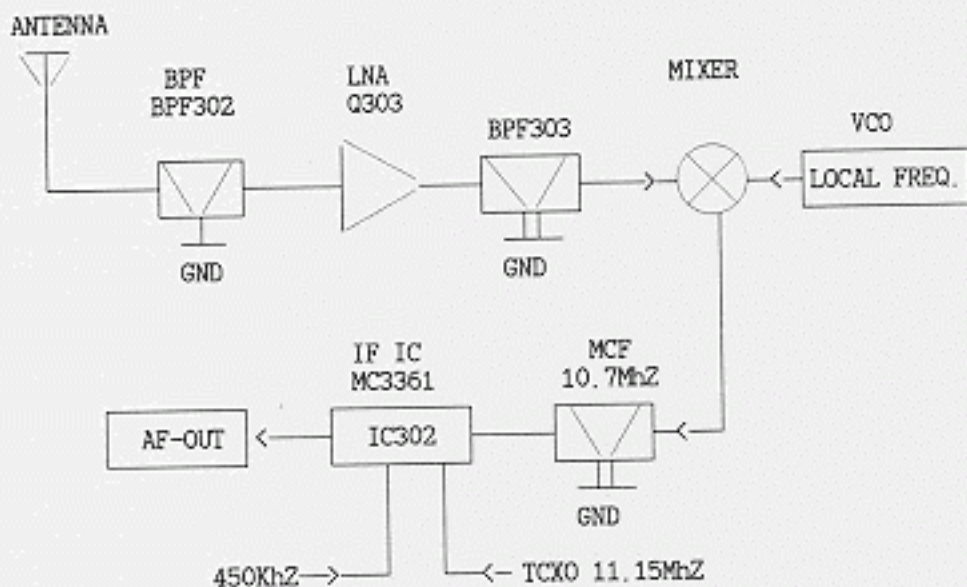 ANTENNA
BPF
BPF302
LNA
Q303
BPF303
MIXER
VCO
LOCAL FREQ.
GND
GND
IF IC
MC3361
MCF
10.7MhZ
AF-OUT
IC302
GND
450KhZ
TCXO 11.15MhZ